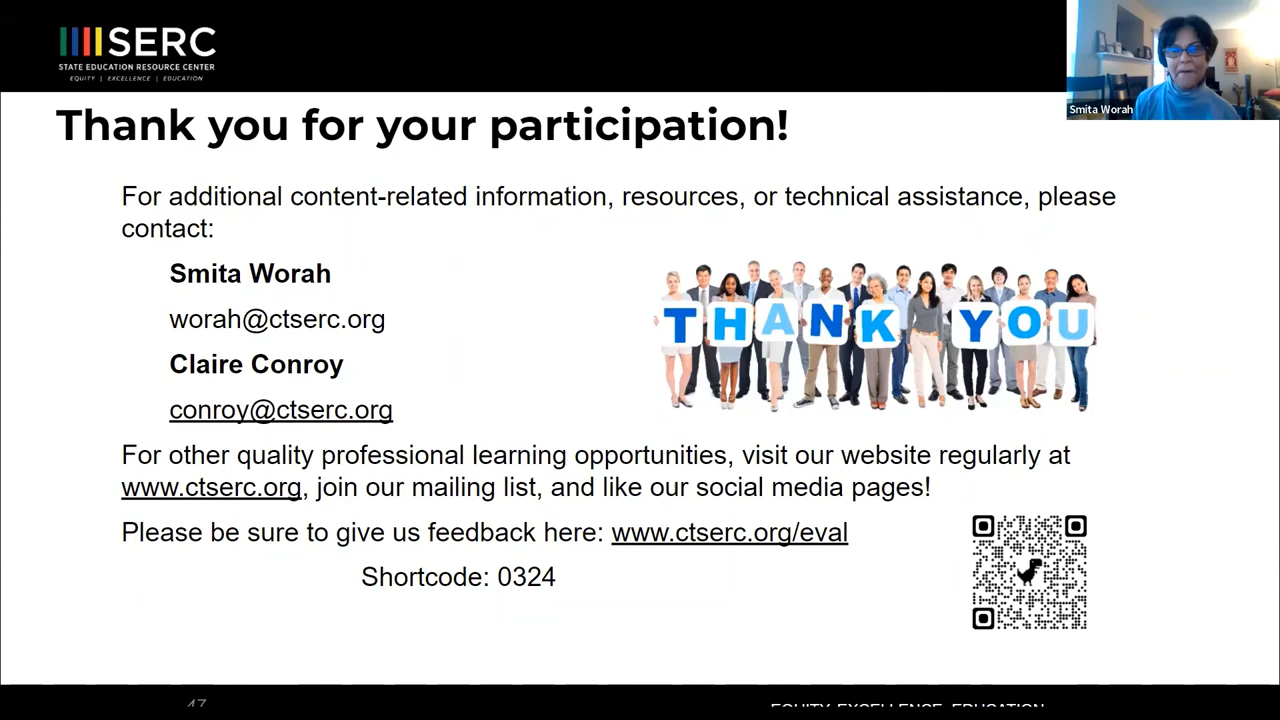 SERC
STATE EDUCATION RESOURCE CENTER
EQUITY | EXCELLENCE | EDUCATION
Smita Worah
Thank you for your participation!
For additional content-related information, resources, or technical assistance, please
contact:
Smita Worah
worah@ctserc.org
Claire Conroy
conroy@ctserc.org
THANK YOU
For other quality professional learning opportunities, visit our website regularly at
www.ctserc.org, join our mailing list, and like our social media pages!
Please be sure to give us feedback here: www.ctserc.org/eval
Shortcode: 0324
47
EQUITY EXCELLENCE EDUCATION